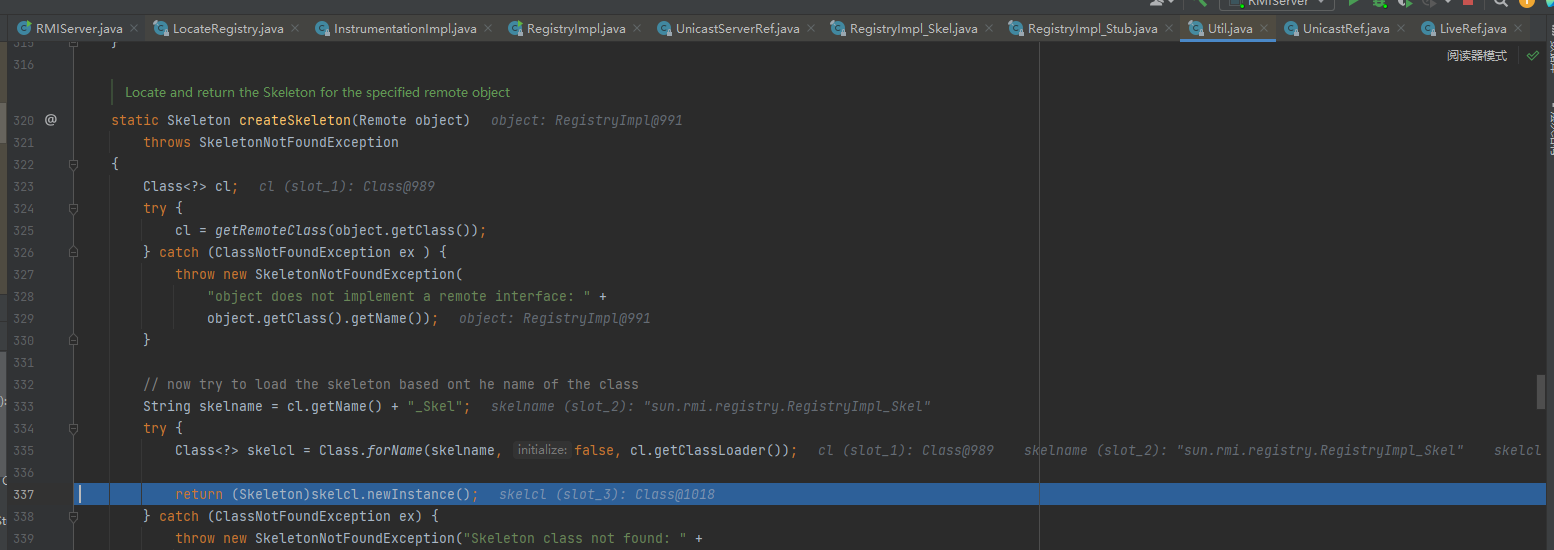 RMIServer
RMIServer.java × LocateRegistry.java × InstrumentationImpl.java × RegistryImpl.java × UnicastServerRef.java × RegistryImpl_Skel.java × RegistryImpl_Stub.java × Util.java × UnicastRef.java × LiveRef.java ×
315 }
阅读器模式
316
Locate and return the Skeleton for the specified remote object
320 @ static Skeleton createSkeleton(Remote object) object: RegistryImpl@991
321 throws SkeletonNotFoundException
322 {
323 Class<?> cl; cl (slot_1): Class@989
324 try {
325 cl = getRemoteClass(object.getClass());
326 } catch (ClassNotFoundException ex ) {
327 throw new SkeletonNotFoundException(
328 "object does not implement a remote interface: " +
329 object.getClass().getName()); object: RegistryImpl@991
330 }
331
332 // now try to load the skeleton based ont he name of the class
333 String skelname = cl.getName() + "_Skel"; skelname (slot_2): "sun.rmi.registry.RegistryImpl_Skel"
334 try {
335 Class<?> skelcl = Class.forName(skelname, initialize: false, cl.getClassLoader()); cl (slot_1): Class@989 skelname (slot_2): "sun.rmi.registry.RegistryImpl_Skel" skelcl
336
337 return (Skeleton)skelcl.newInstance(); skelcl (slot_3): Class@1018
338 } catch (ClassNotFoundException ex) {
339 throw new SkeletonNotFoundException("Skeleton class not found: " +